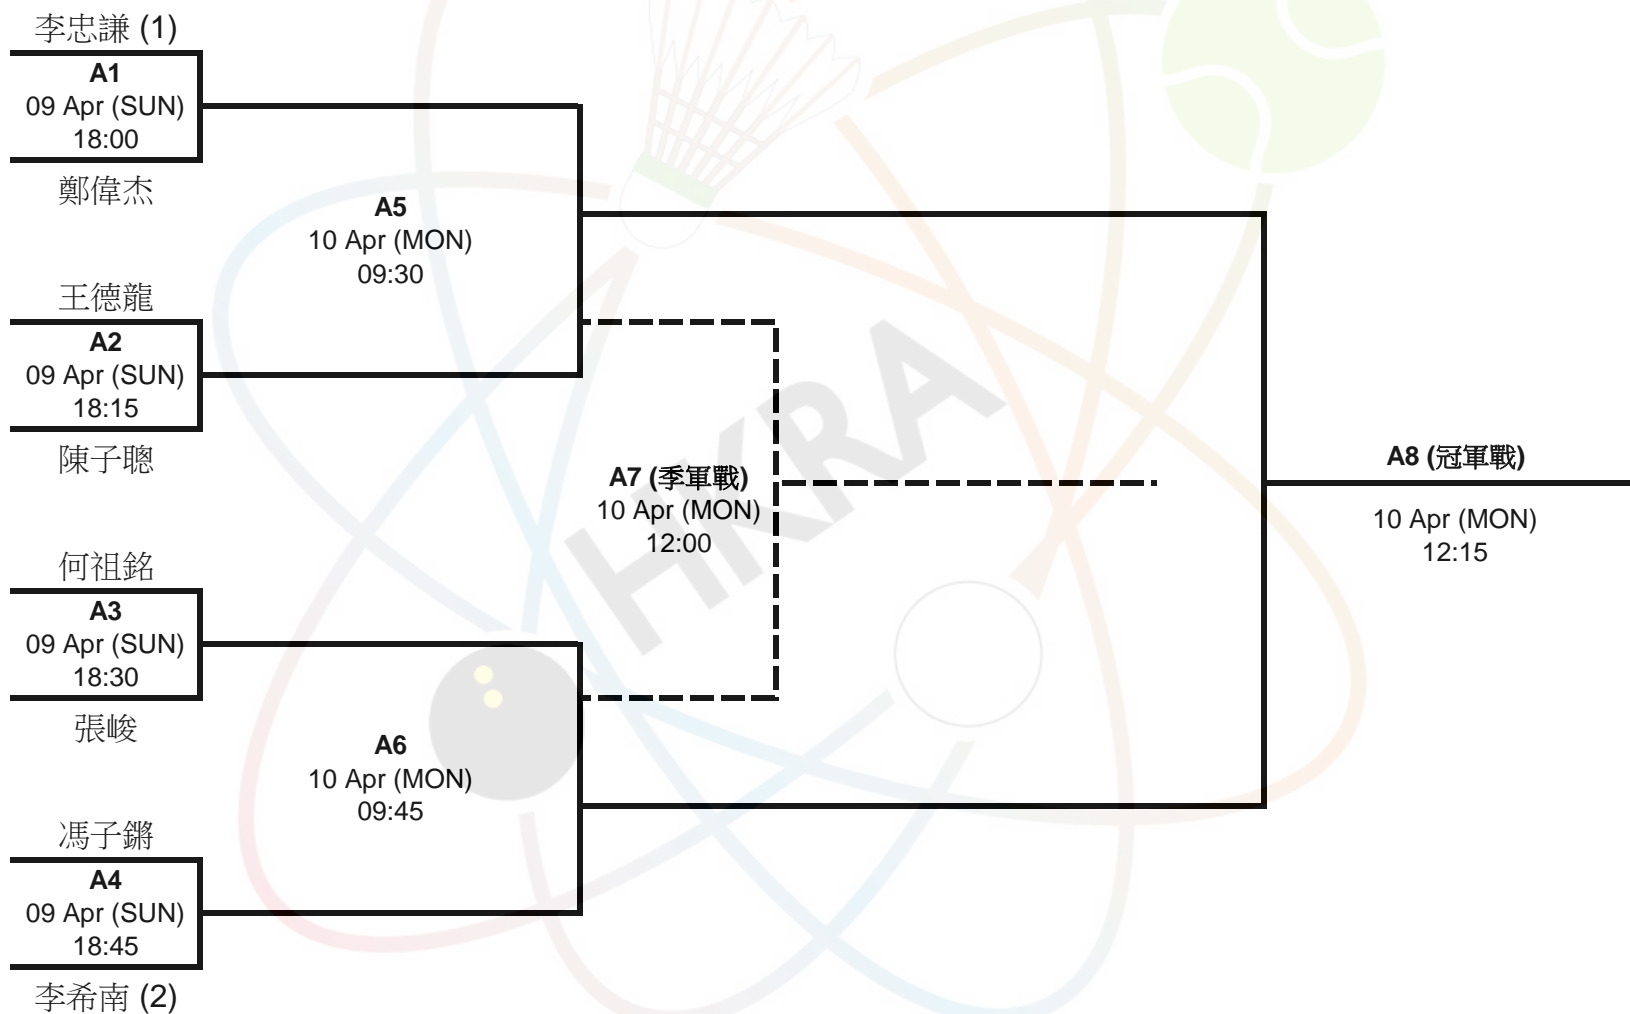 李忠謙 (1)
A1
09 Apr (SUN)
18:00
鄭偉杰
A5
10 Apr (MON)
09:30
王德龍
A2
09 Apr (SUN)
18:15
陳子聰
A7 (季軍戰)
10 Apr (MON)
12:00
A8 (冠軍戰)
10 Apr (MON)
12:15
HKRA
何祖銘
A3
09 Apr (SUN)
18:30
張峻
A6
10 Apr (MON)
09:45
馮子鏘
A4
09 Apr (SUN)
18:45
李希南 (2)